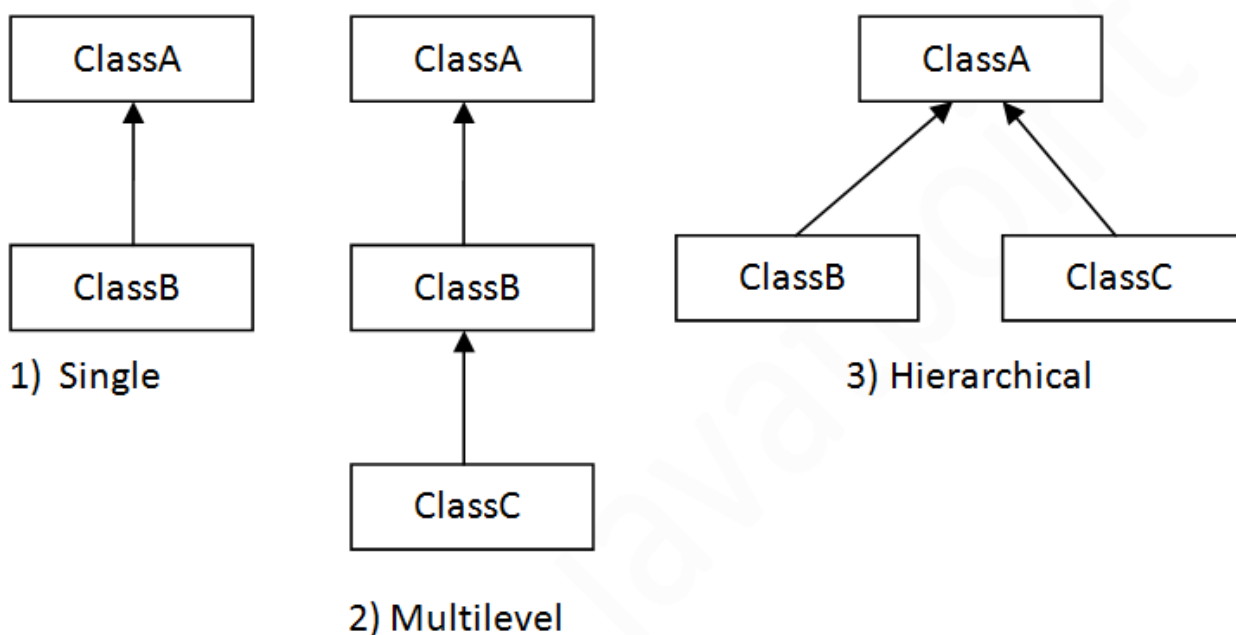 ClassA
ClassB
1) Single
ClassA
ClassB
ClassC
2) Multilevel
ClassA
ClassB
ClassC
3) Hierarchical